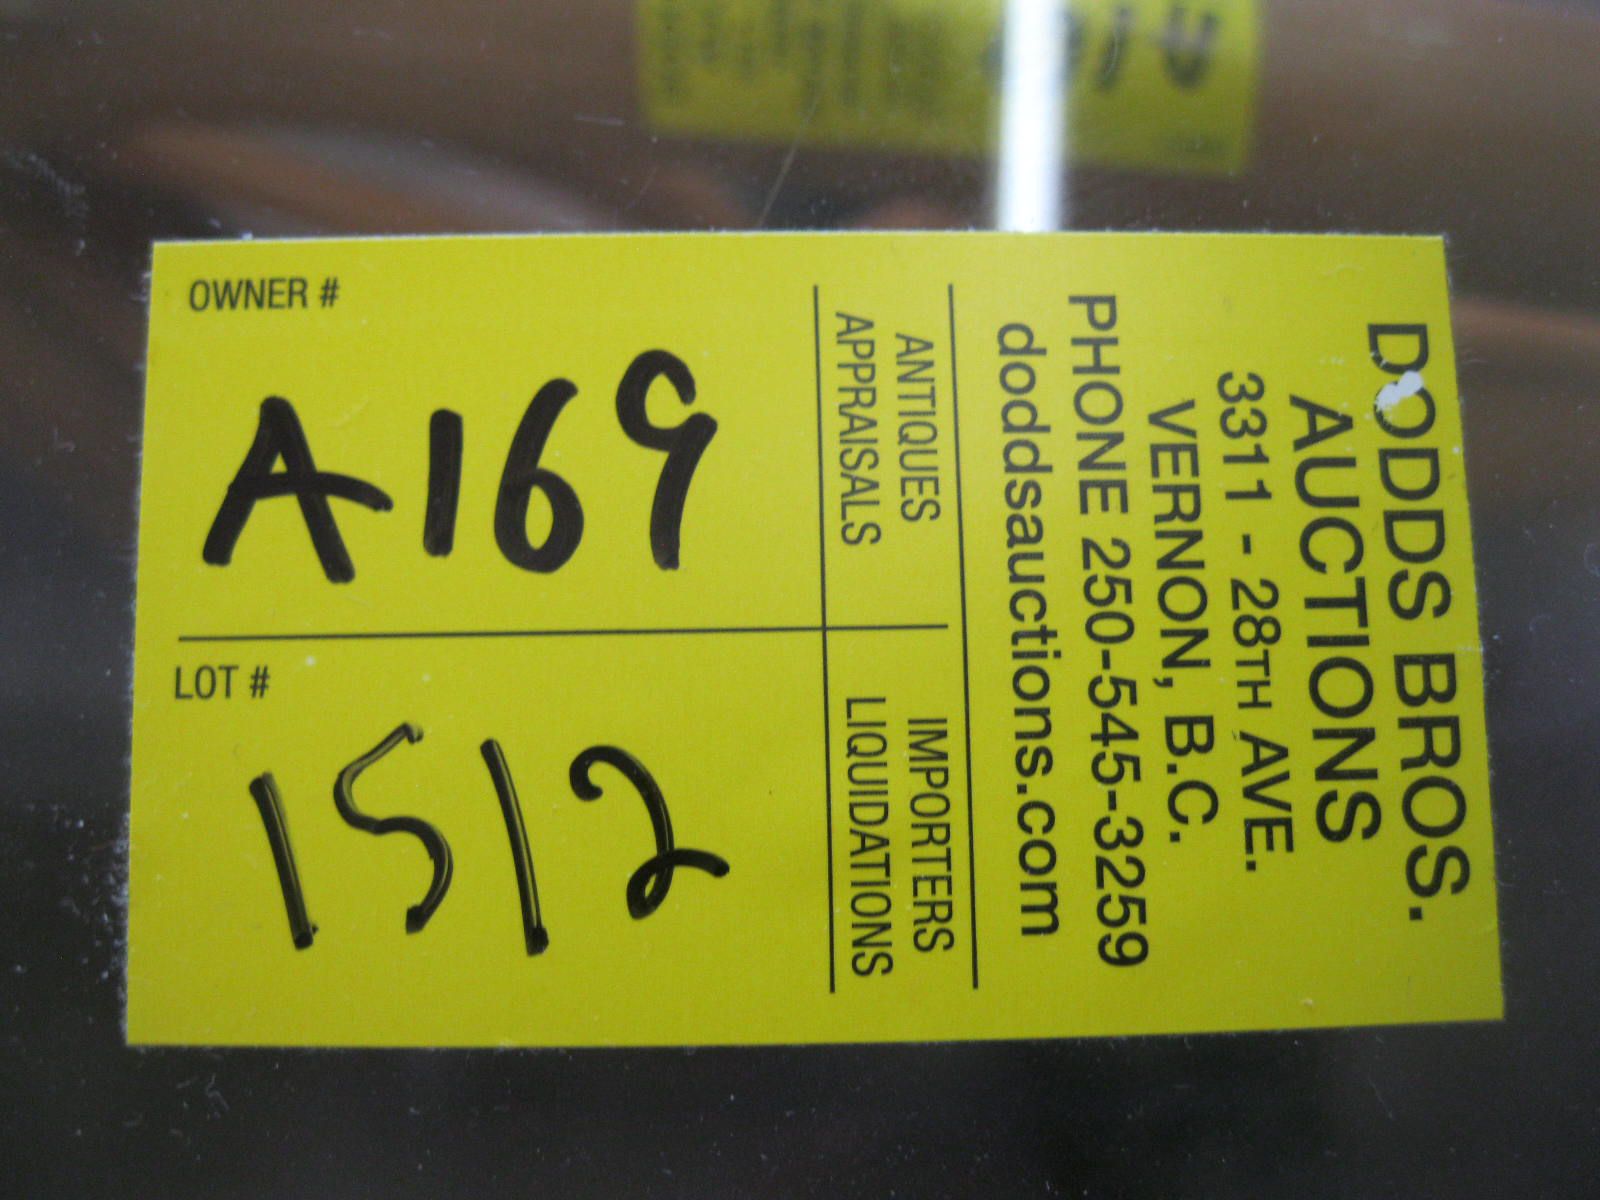 OWNER #
A169
LOT #
1512
DODDS BROS.
AUCTIONS
3311 - 28TH AVE.
VERNON, B.C.
PHONE 250-545-3259
doddsauctions.com
ANTIQUES
APPRAISALS
IMPORTERS
LIQUIDATIONS